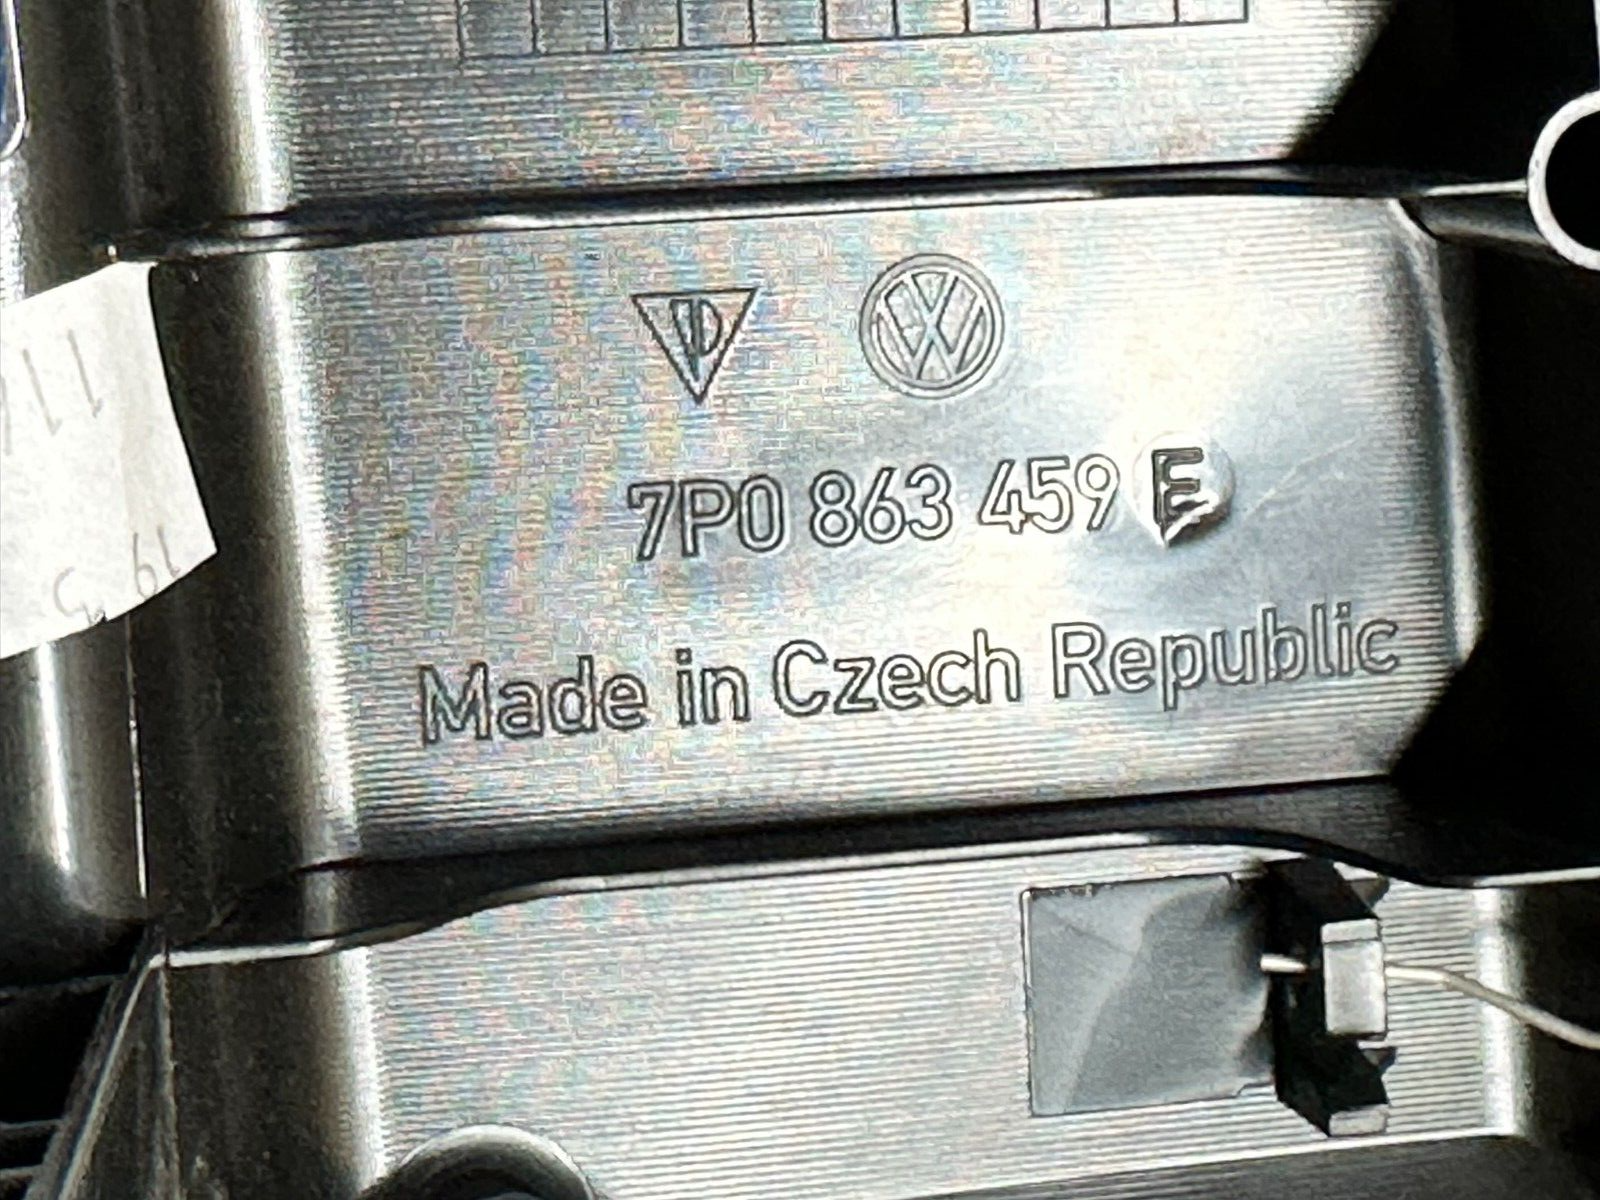 7P0 863 459 E
Made in Czech Republic